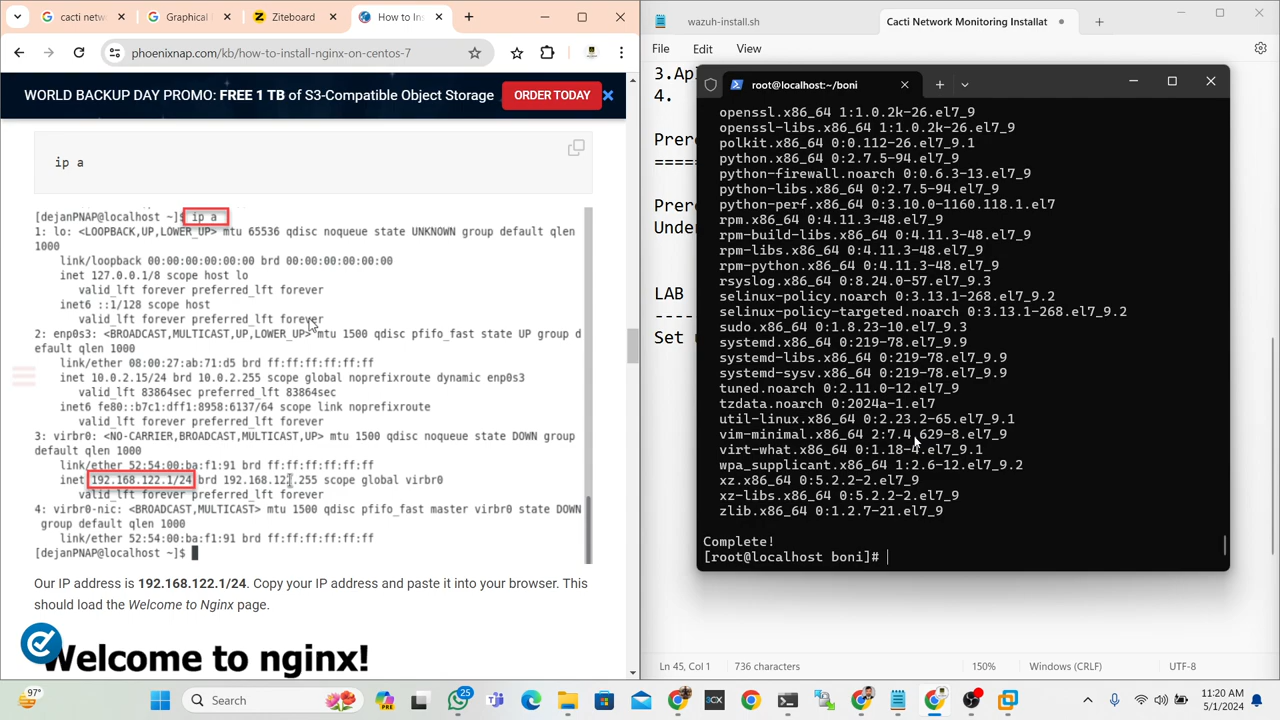 cacti netw
Graphical
Ziteboard
How to Ins
phoenixnap.com/kb/how-to-install-nginx-on-centos-7
WORLD BACKUP DAY PROMO: FREE 1 TB of S3-Compatible Object Storage
ORDER TODAY
ip a
[dejanPNAP@localhost ~]$ ip a
1: lo: <LOOPBACK,UP,LOWER_UP> mtu 65536 qdisc noqueue state UNKNOWN group default qlen
1000
link/loopback 00:00:00:00:00:00 brd 00:00:00:00:00:00
inet 127.0.0.1/8 scope host lo
valid_lft forever preferred_lft forever
inet6 ::1/128 scope host
valid_lft forever preferred_lft forever
2: enp0s3: <BROADCAST,MULTICAST,UP,LOWER_UP> mtu 1500 qdisc pfifo_fast state UP group d
efault qlen 1000
link/ether 08:00:27:ab:71:d5 brd ff:ff:ff:ff:ff:ff
inet 10.0.2.15/24 brd 10.0.2.255 scope global noprefixroute dynamic enp0s3
valid_lft 83864sec preferred_lft 83864sec
inet6 fe80::b7c1:dff1:8958:6137/64 scope link noprefixroute
valid_lft forever preferred_lft forever
3: virbr0: <NO-CARRIER,BROADCAST,MULTICAST,UP> mtu 1500 qdisc noqueue state DOWN group
default qlen 1000
link/ether 52:54:00:ba:f1:91 brd ff:ff:ff:ff:ff:ff
inet 192.168.122.1/24 brd 192.168.122.255 scope global virbr0
valid_lft forever preferred_lft forever
4: virbr0-nic: <BROADCAST,MULTICAST> mtu 1500 qdisc pfifo_fast master virbr0 state DOWN
group default qlen 1000
link/ether 52:54:00:ba:f1:91 brd ff:ff:ff:ff:ff:ff
[dejanPNAP@localhost ~]$
Our IP address is 192.168.122.1/24. Copy your IP address and paste it into your browser. This
should load the Welcome to Nginx page.
Welcome to nginx!
wazuh-install.sh
Cacti Network Monitoring Installat
File Edit View
3.Ap
4.
Prer
=====
Prer
Unde
LAB
----
Set
root@localhost:~/boni
openssl.x86_64 1:1.0.2k-26.el7_9
openssl-libs.x86_64 1:1.0.2k-26.el7_9
polkit.x86_64 0:0.112-26.el7_9.1
python.x86_64 0:2.7.5-94.el7_9
python-firewall.noarch 0:0.6.3-13.el7_9
python-libs.x86_64 0:2.7.5-94.el7_9
python-perf.x86_64 0:3.10.0-1160.118.1.el7
rpm.x86_64 0:4.11.3-48.el7_9
rpm-build-libs.x86_64 0:4.11.3-48.el7_9
rpm-libs.x86_64 0:4.11.3-48.el7_9
rpm-python.x86_64 0:4.11.3-48.el7_9
rsyslog.x86_64 0:8.24.0-57.el7_9.3
selinux-policy.noarch 0:3.13.1-268.el7_9.2
selinux-policy-targeted.noarch 0:3.13.1-268.el7_9.2
sudo.x86_64 0:1.8.23-10.el7_9.3
systemd.x86_64 0:219-78.el7_9.9
systemd-libs.x86_64 0:219-78.el7_9.9
systemd-sysv.x86_64 0:219-78.el7_9.9
tuned.noarch 0:2.11.0-12.el7_9
tzdata.noarch 0:2024a-1.el7
util-linux.x86_64 0:2.23.2-65.el7_9.1
vim-minimal.x86_64 2:7.4.629-8.el7_9
virt-what.x86_64 0:1.18-4.el7_9.1
wpa_supplicant.x86_64 1:2.6-12.el7_9.2
xz.x86_64 0:5.2.2-2.el7_9
xz-libs.x86_64 0:5.2.2-2.el7_9
zlib.x86_64 0:1.2.7-21.el7_9
Complete!
[root@localhost boni]#
Ln 45, Col 1 736 characters 150% Windows (CRLF) UTF-8
97°
Search
25
11:20 AM
5/1/2024